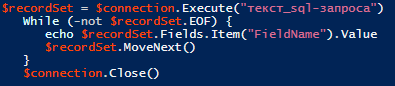 $recordSet = $connection.Execute("текст_sql-запроса")
While (-not $recordSet.EOF) {
echo $recordSet.Fields.Item("FieldName").Value
$recordSet.MoveNext()
}
$connection.Close()